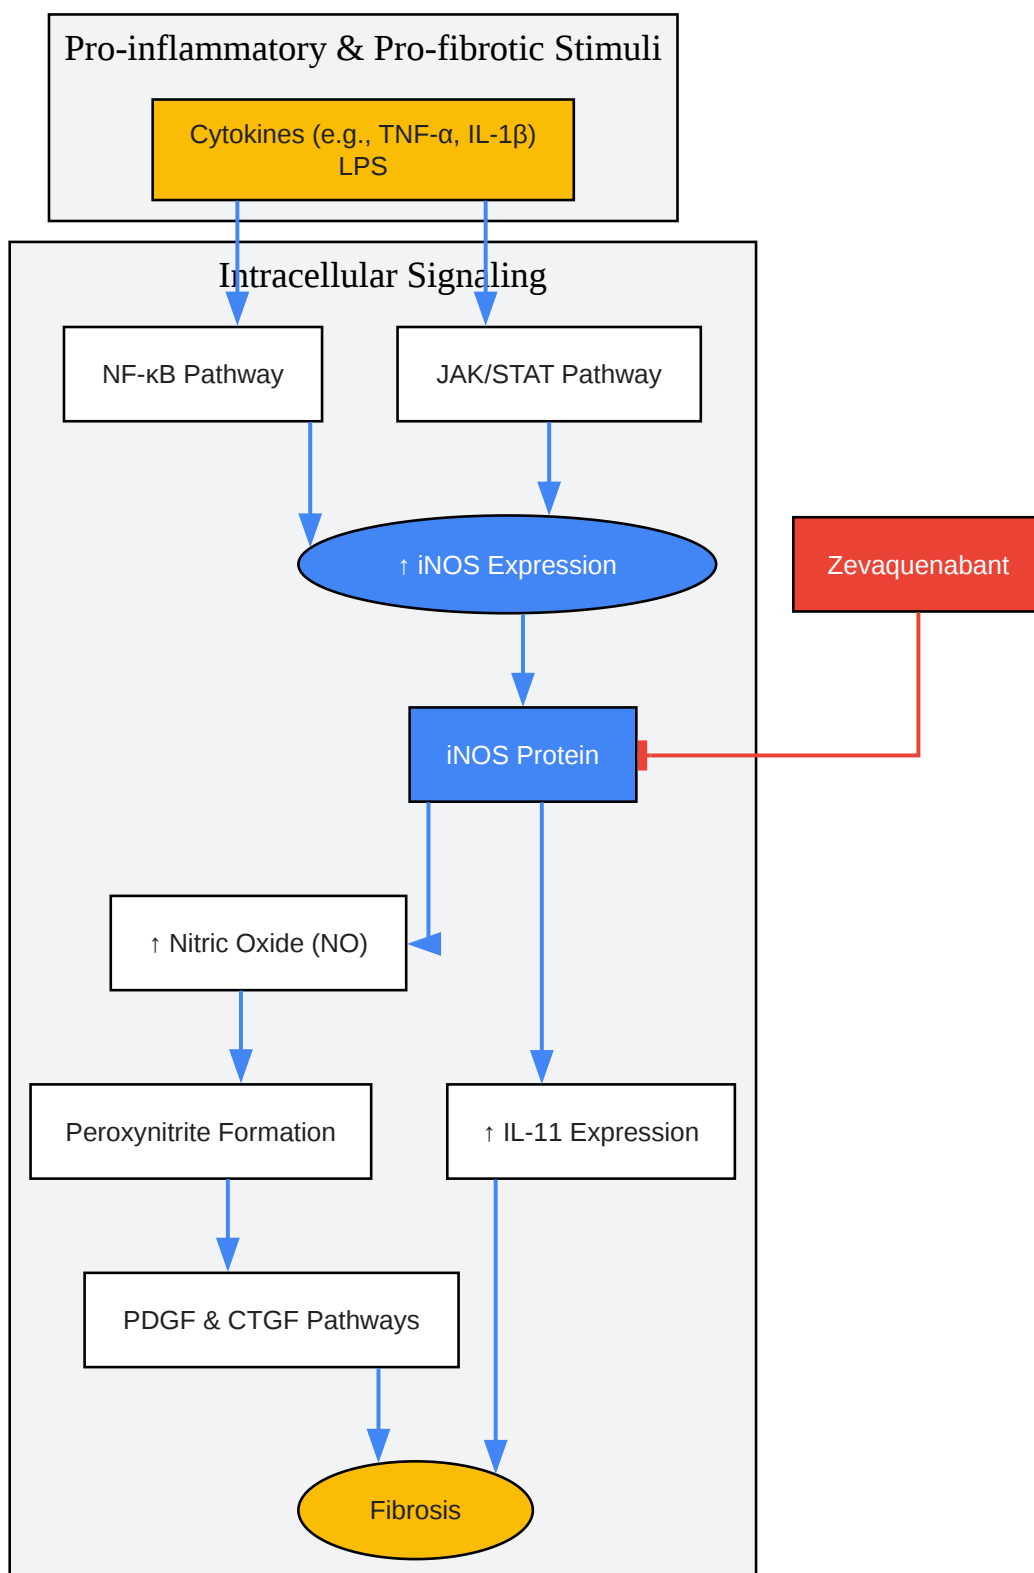 Pro-inflammatory & Pro-fibrotic Stimuli
Cytokines (e.g., TNF-α, IL-1β)
LPS
Intracellular Signaling
NF-κB Pathway
JAK/STAT Pathway
↑ iNOS Expression
Zevaquenabant
iNOS Protein
↑ Nitric Oxide (NO)
Peroxynitrite Formation
↑ IL-11 Expression
PDGF & CTGF Pathways
Fibrosis